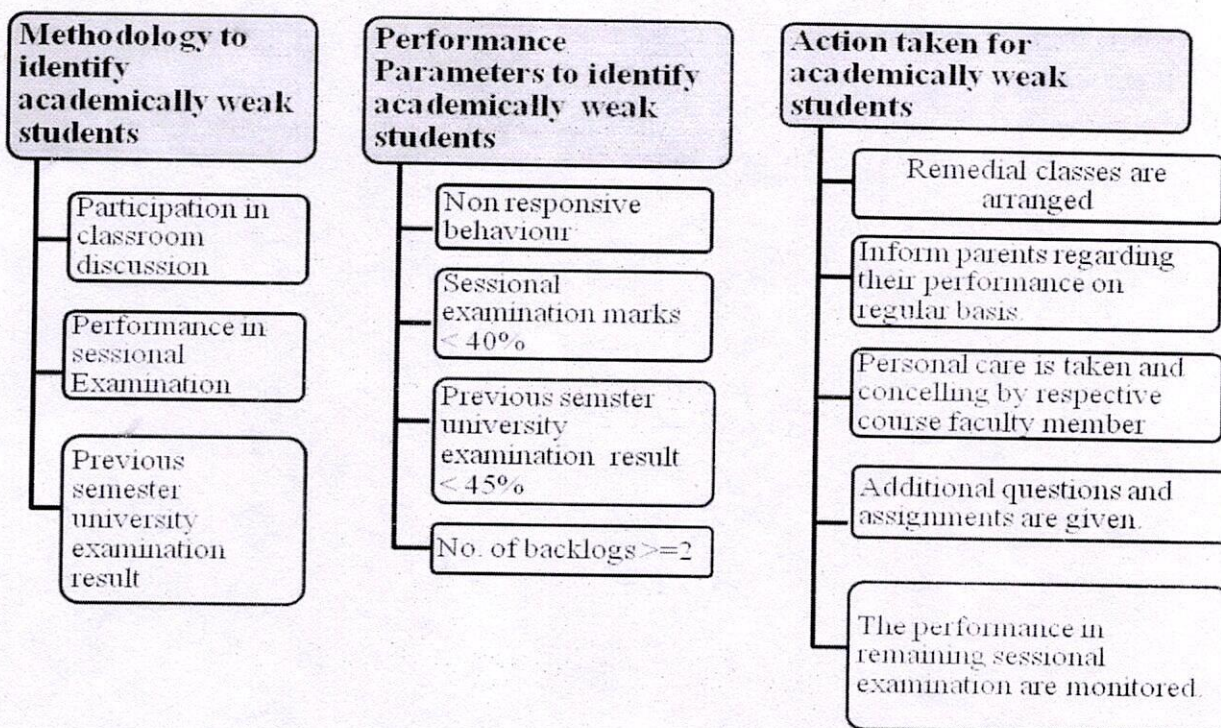 Methodology to
identify
academically weak
students
Participation in
classroom
discussion
Performance in
sessional
Examination
Previous
semester
university
examination
result
Performance
Parameters to identify
academically weak
students
Non responsive
behaviour
Sessional
examination marks
< 40%
Previous semster
university
examination result
< 45%
No. of backlogs >=2
Action taken for
academically weak
students
Remedial classes are
arranged
Inform parents regarding
their performance on
regular basis.
Personal care is taken and
concelling by respective
course faculty member
Additional questions and
assignments are given.
The performance in
remaining sessional
examination are monitored.